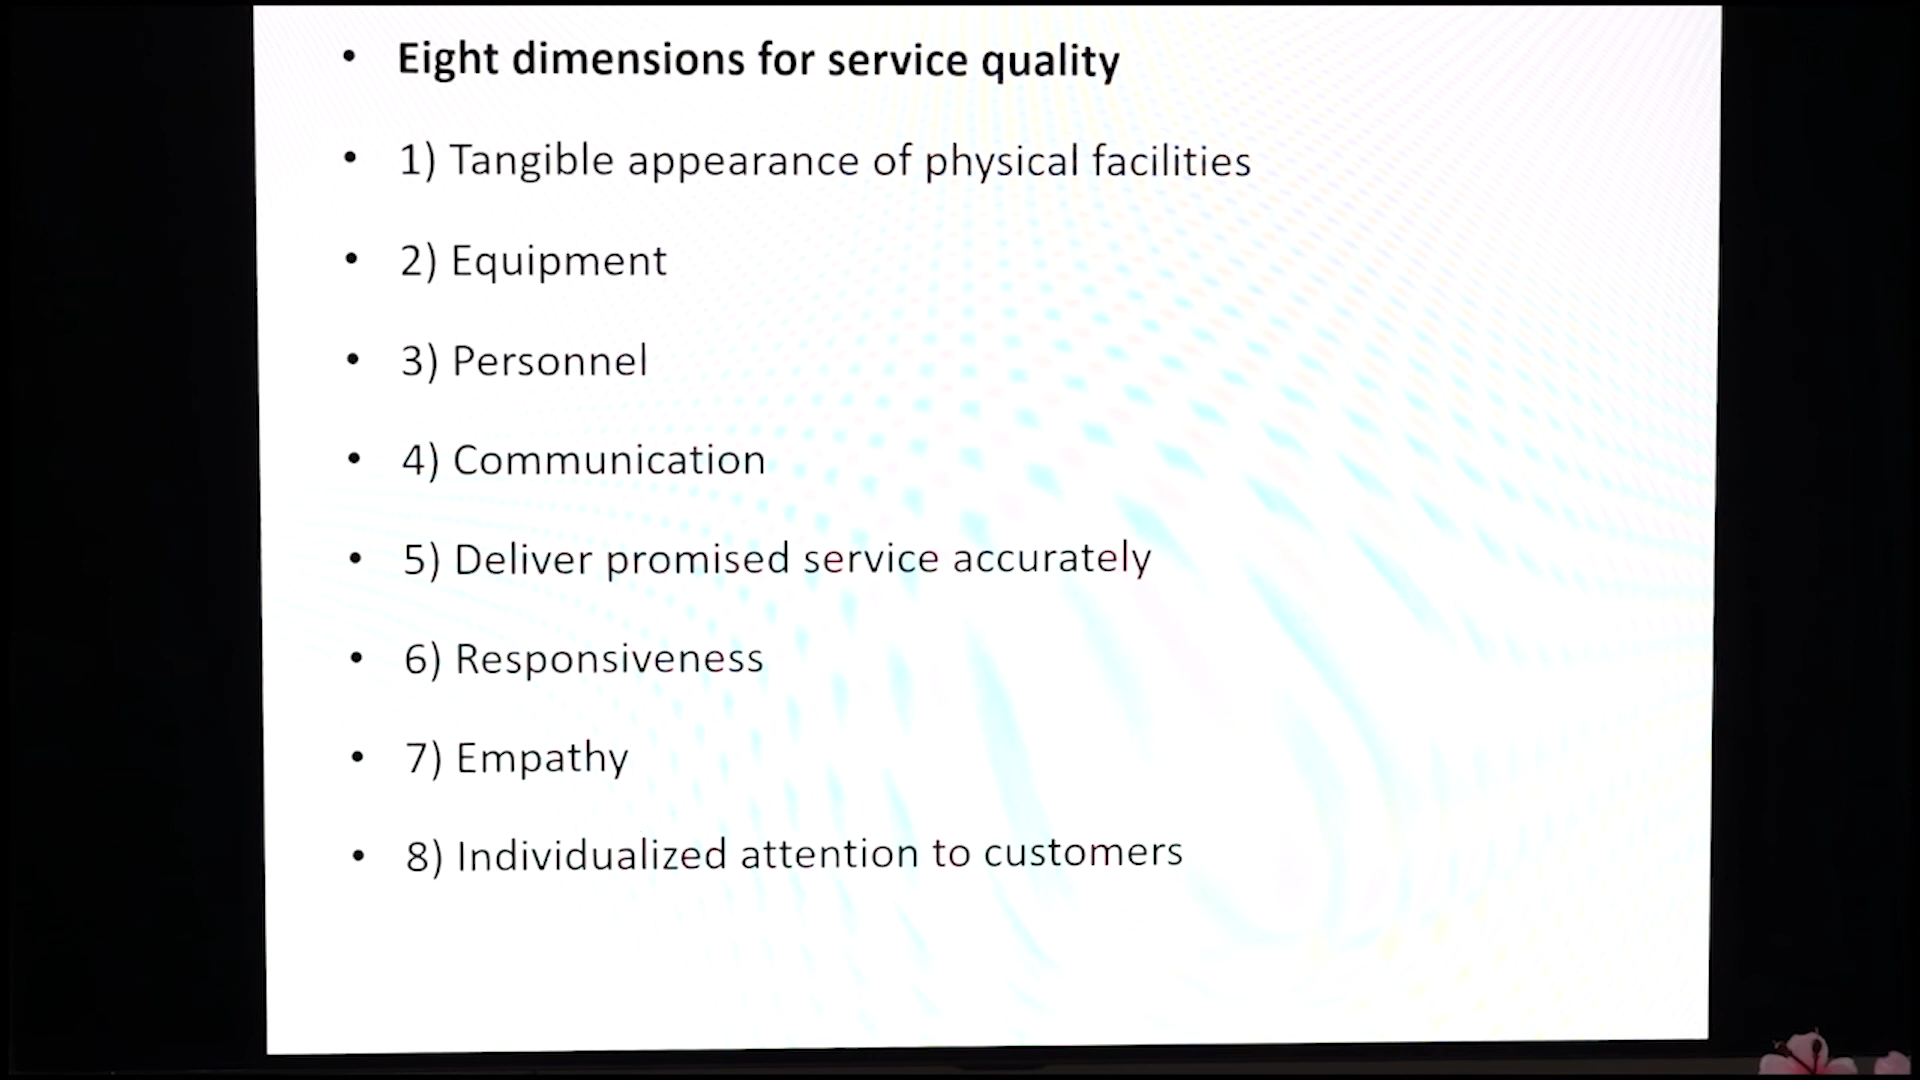 • Eight dimensions for service quality
• 1) Tangible appearance of physical facilities
• 2) Equipment
• 3) Personnel
• 4) Communication
• 5) Deliver promised service accurately
• 6) Responsiveness
• 7) Empathy
• 8) Individualized attention to customers